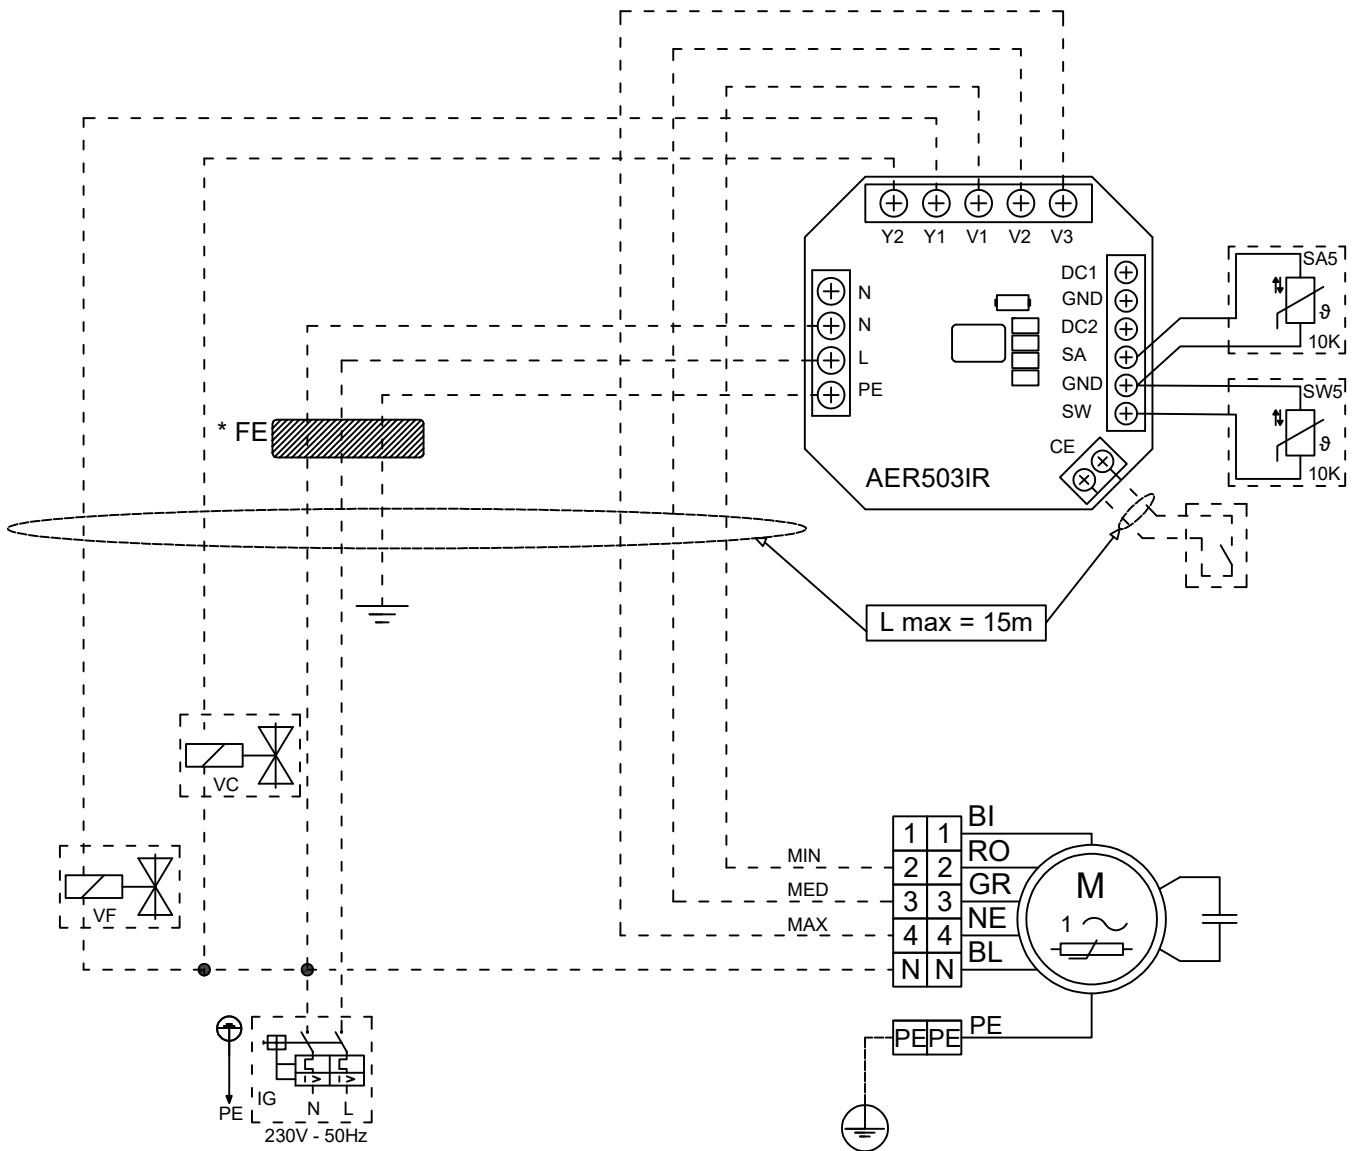 Y2 Y1 V1 V2 V3
SA5
DC1
GND
N
DC2
ϑ
N
10K
SA
L
GND
PE
SW5
SW
* FE
CE
ϑ
AER503IR
10K
L max = 15m
VC
BI
1 1
RO
MIN
2 2
GR
MED
M
3 3
VF
NE
MAX
1
4 4
BL
N N
PE
PE PE
IG
PE
N L
230V - 50Hz